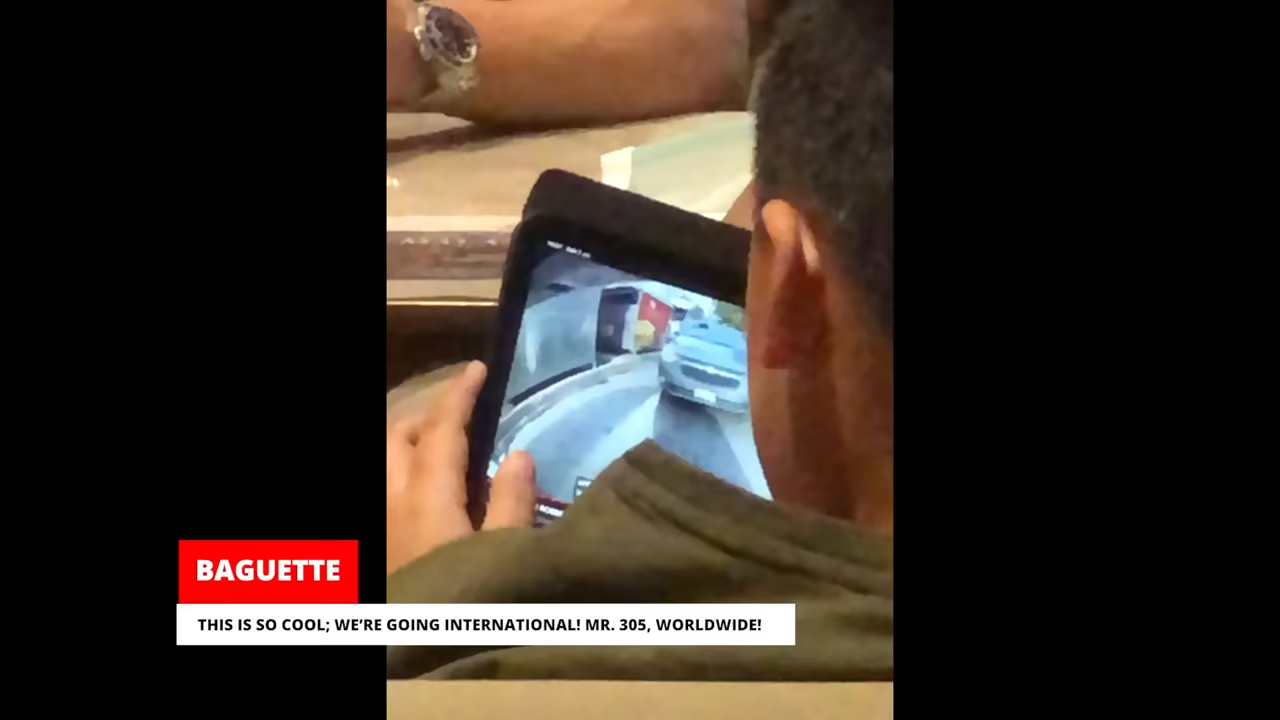 BAGUETTE
THIS IS SO COOL; WE'RE GOING INTERNATIONAL! MR. 305, WORLDWIDE!